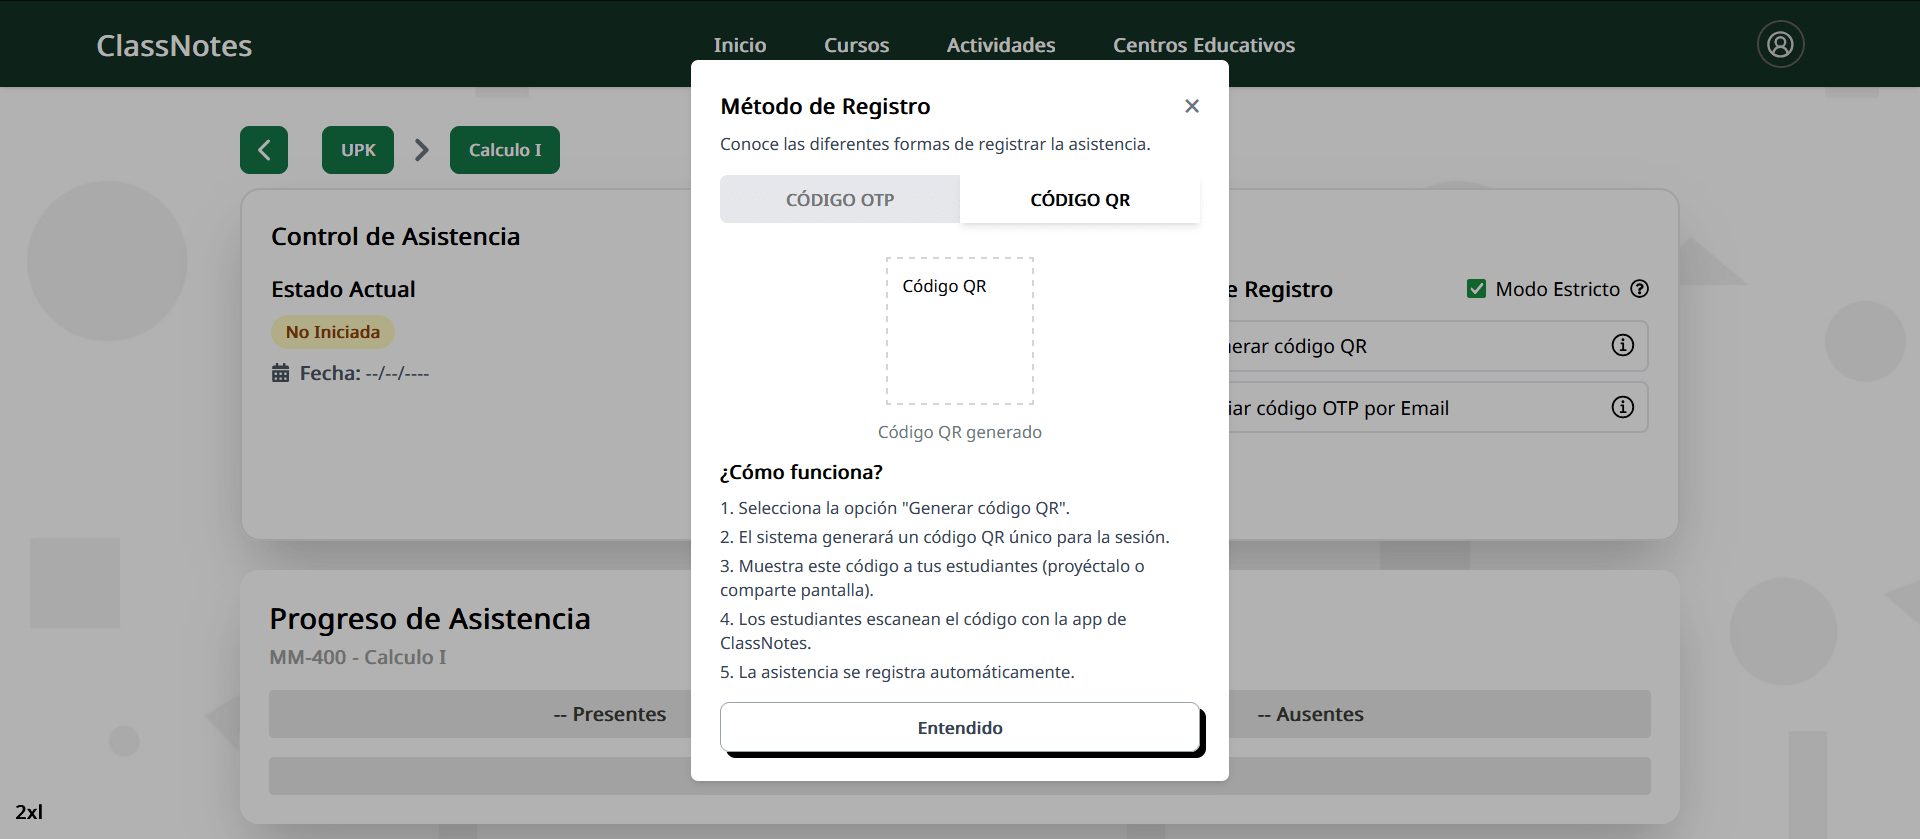 ClassNotes
Inicio
Cursos
Actividades
Centros Educativos
UPK
Calculo I
Control de Asistencia
Estado Actual
No Iniciada
Fecha: --/--/----
e Registro
Modo Estricto
erar código QR
iar código OTP por Email
Método de Registro
Conoce las diferentes formas de registrar la asistencia.
CÓDIGO OTP
CÓDIGO QR
Código QR
Código QR generado
¿Cómo funciona?
1. Selecciona la opción "Generar código QR".
2. El sistema generará un código QR único para la sesión.
3. Muestra este código a tus estudiantes (proyéctalo o
comparte pantalla).
4. Los estudiantes escanean el código con la app de
ClassNotes.
5. La asistencia se registra automáticamente.
Entendido
Progreso de Asistencia
MM-400 - Calculo I
-- Presentes
-- Ausentes
2xl